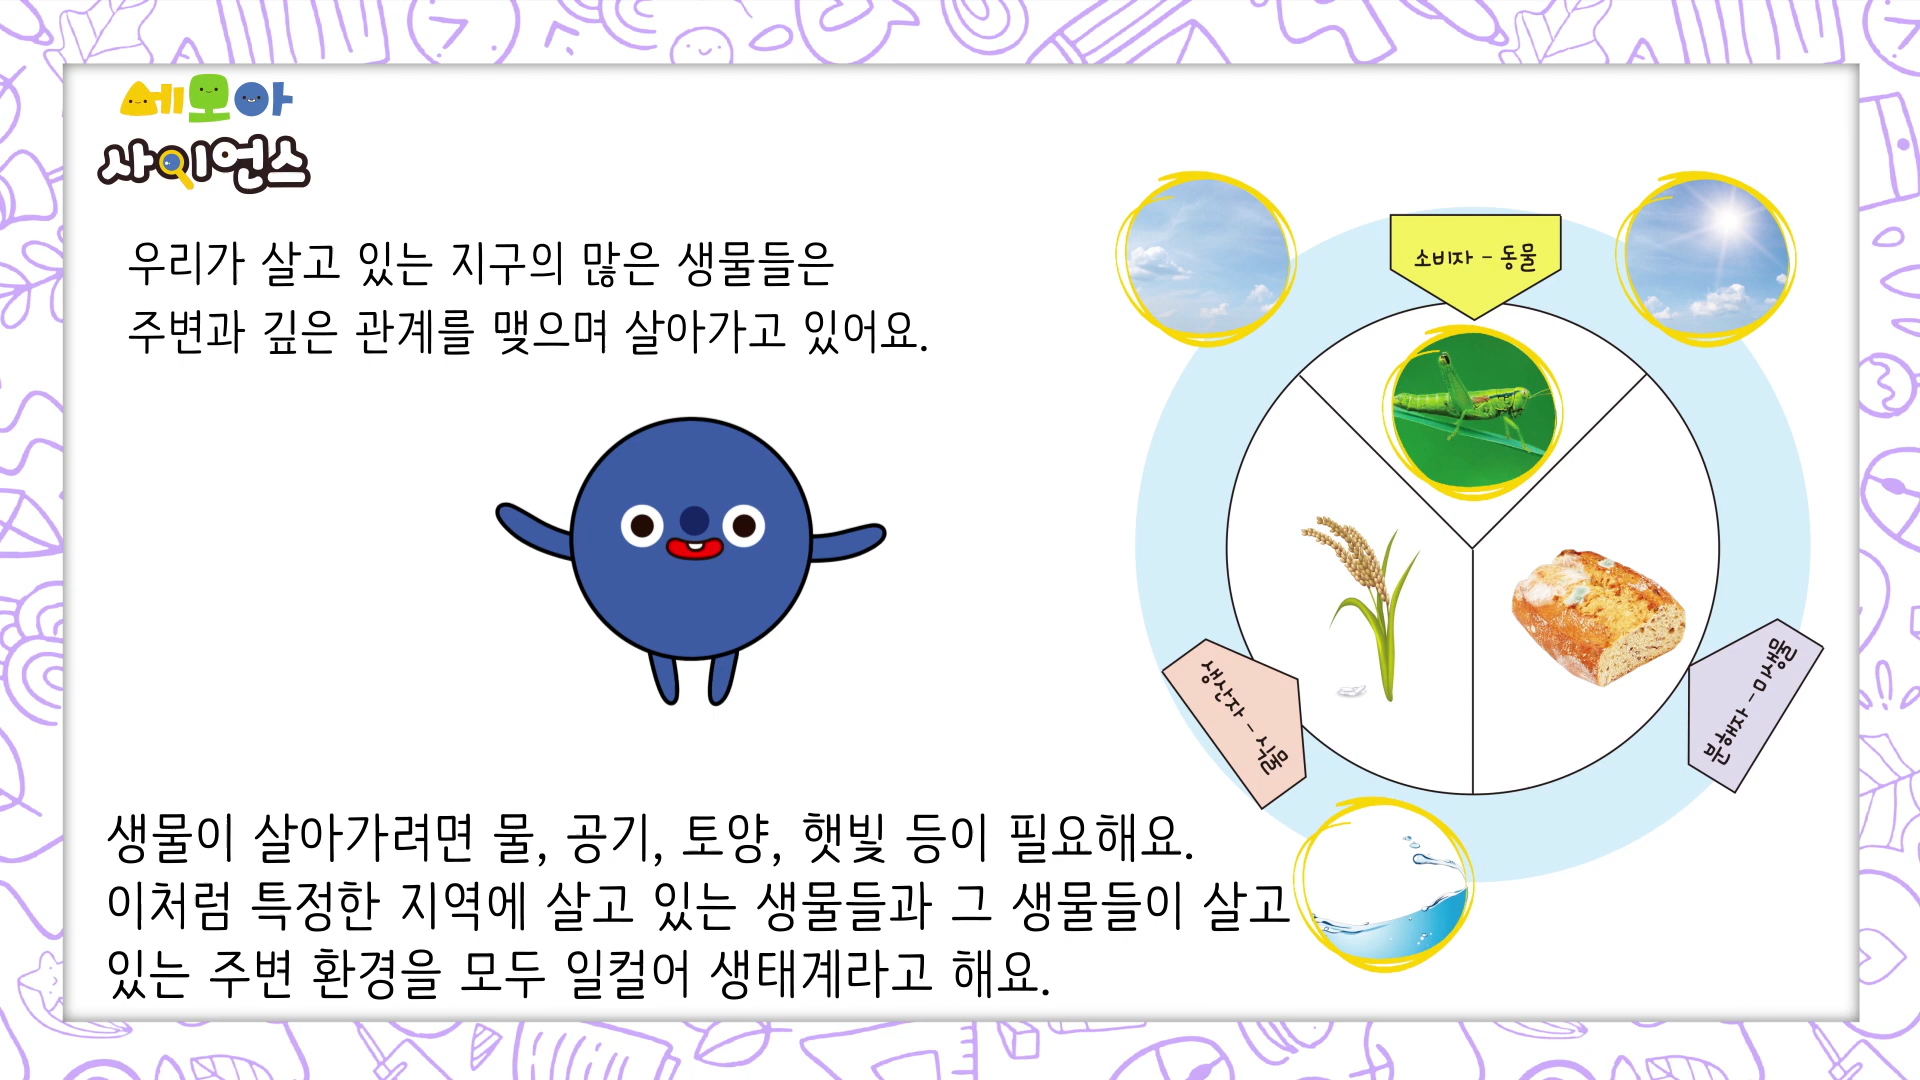 세모아
사이언스
우리가 살고 있는 지구의 많은 생물들은
주변과 깊은 관계를 맺으며 살아가고 있어요.
소비자 - 동물
생산자 - 식물
분해자 - 미생물
생물이 살아가려면 물, 공기, 토양, 햇빛 등이 필요해요.
이처럼 특정한 지역에 살고 있는 생물들과 그 생물들이 살고
있는 주변 환경을 모두 일컬어 생태계라고 해요.